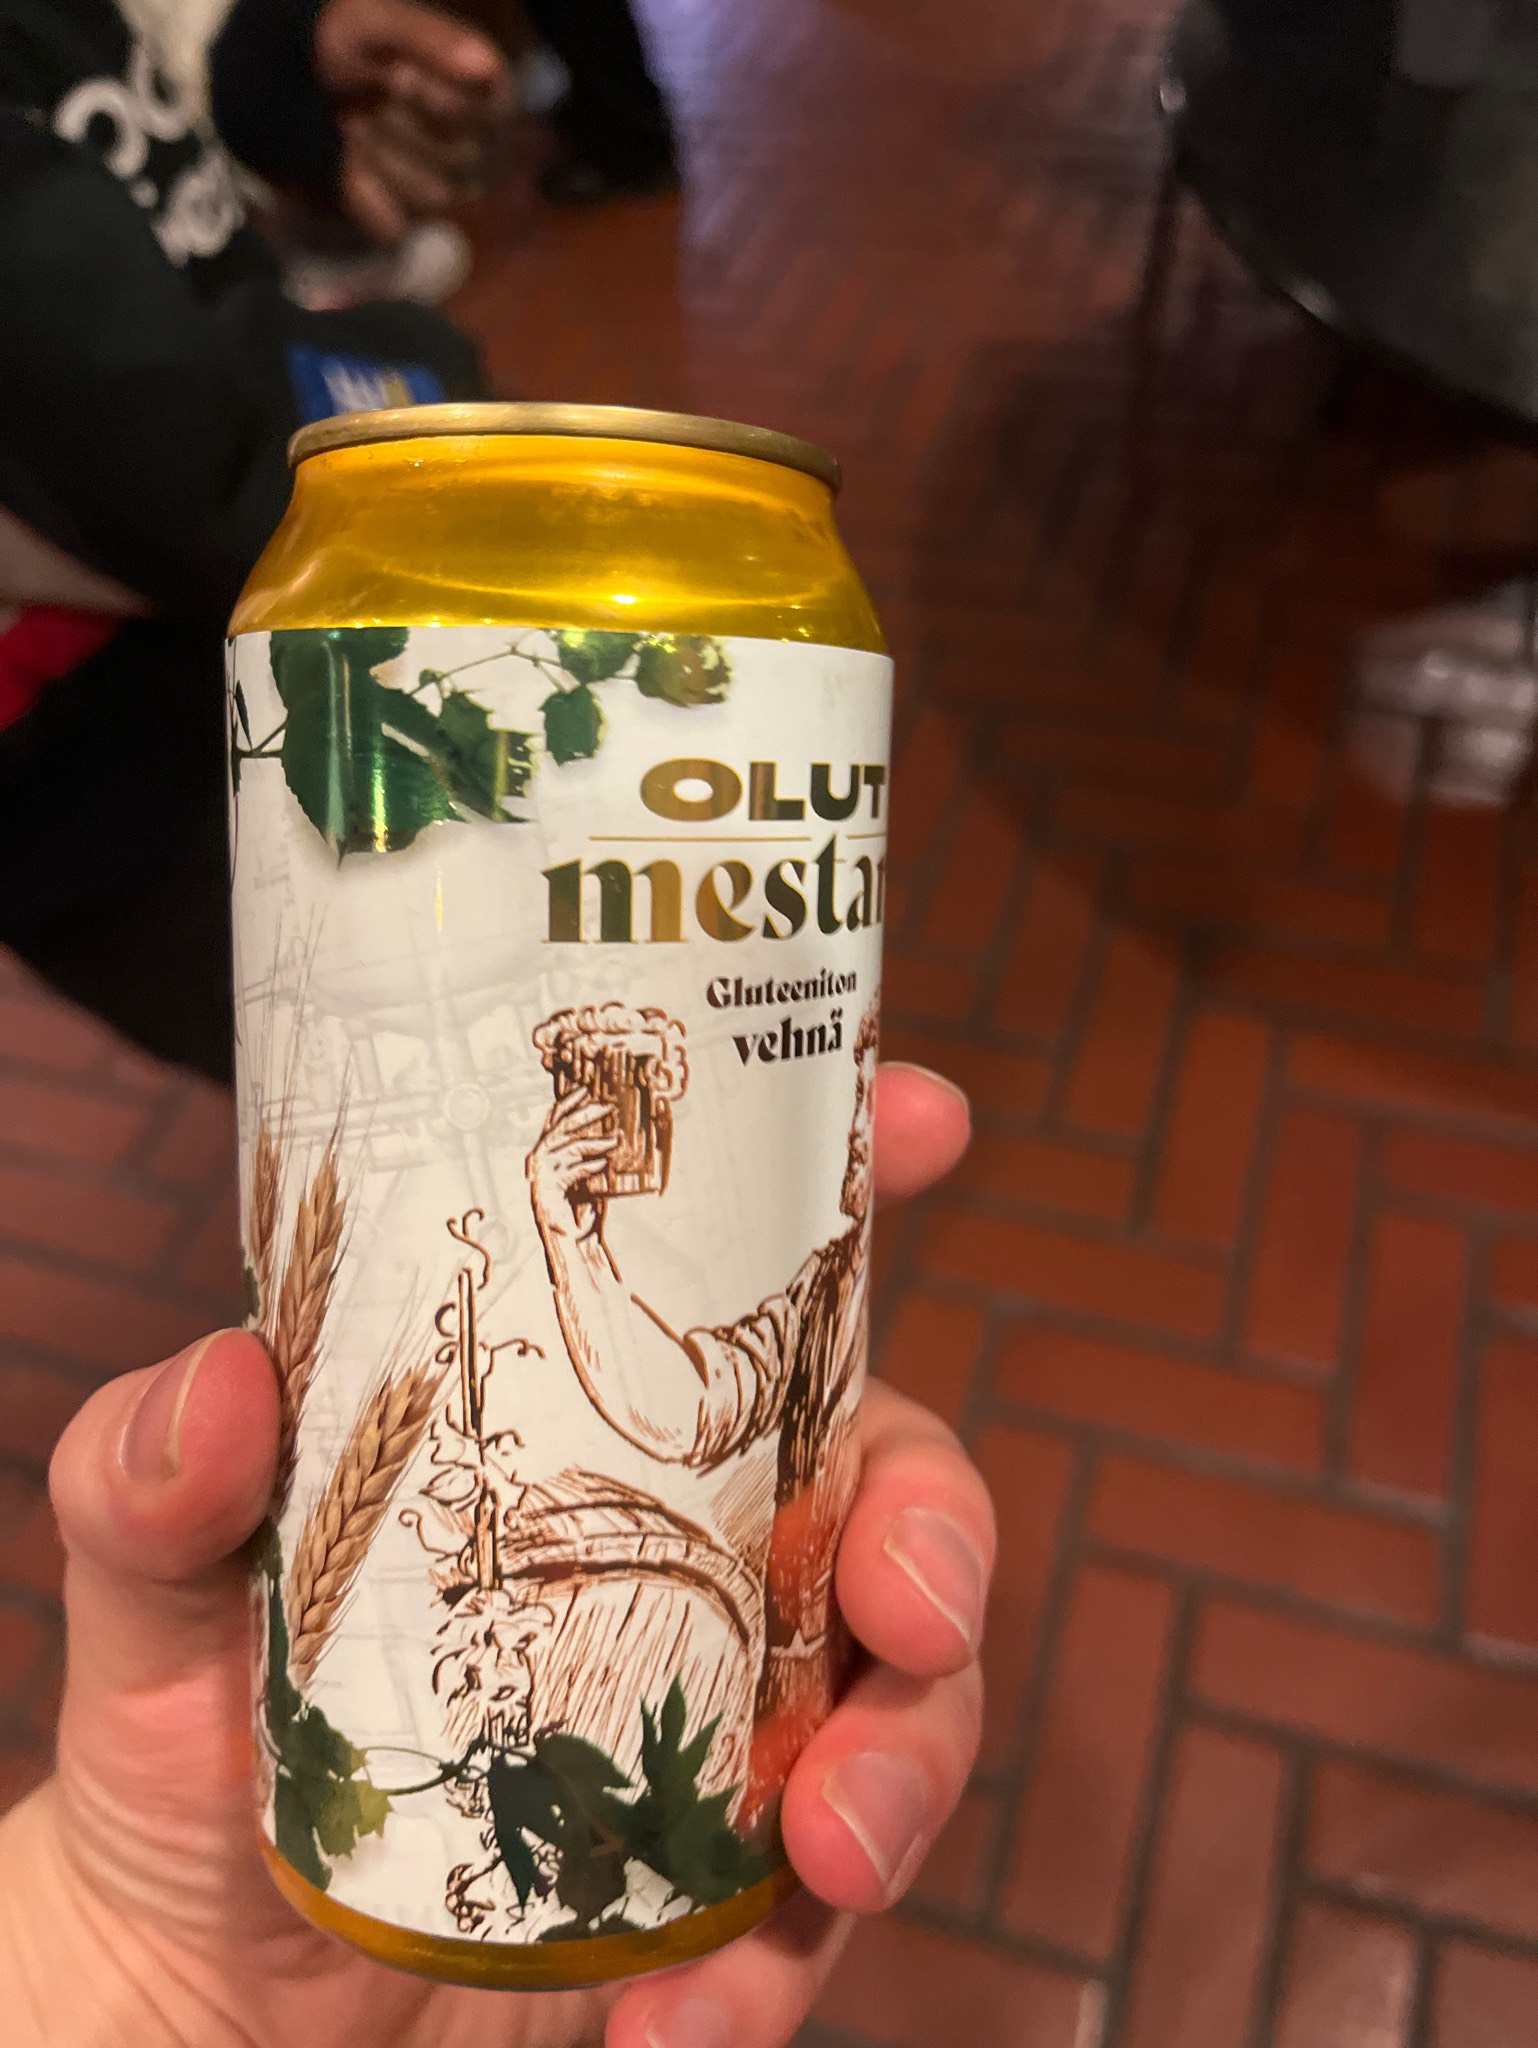 OLUT
mestar
Gluteeniton
vehnä